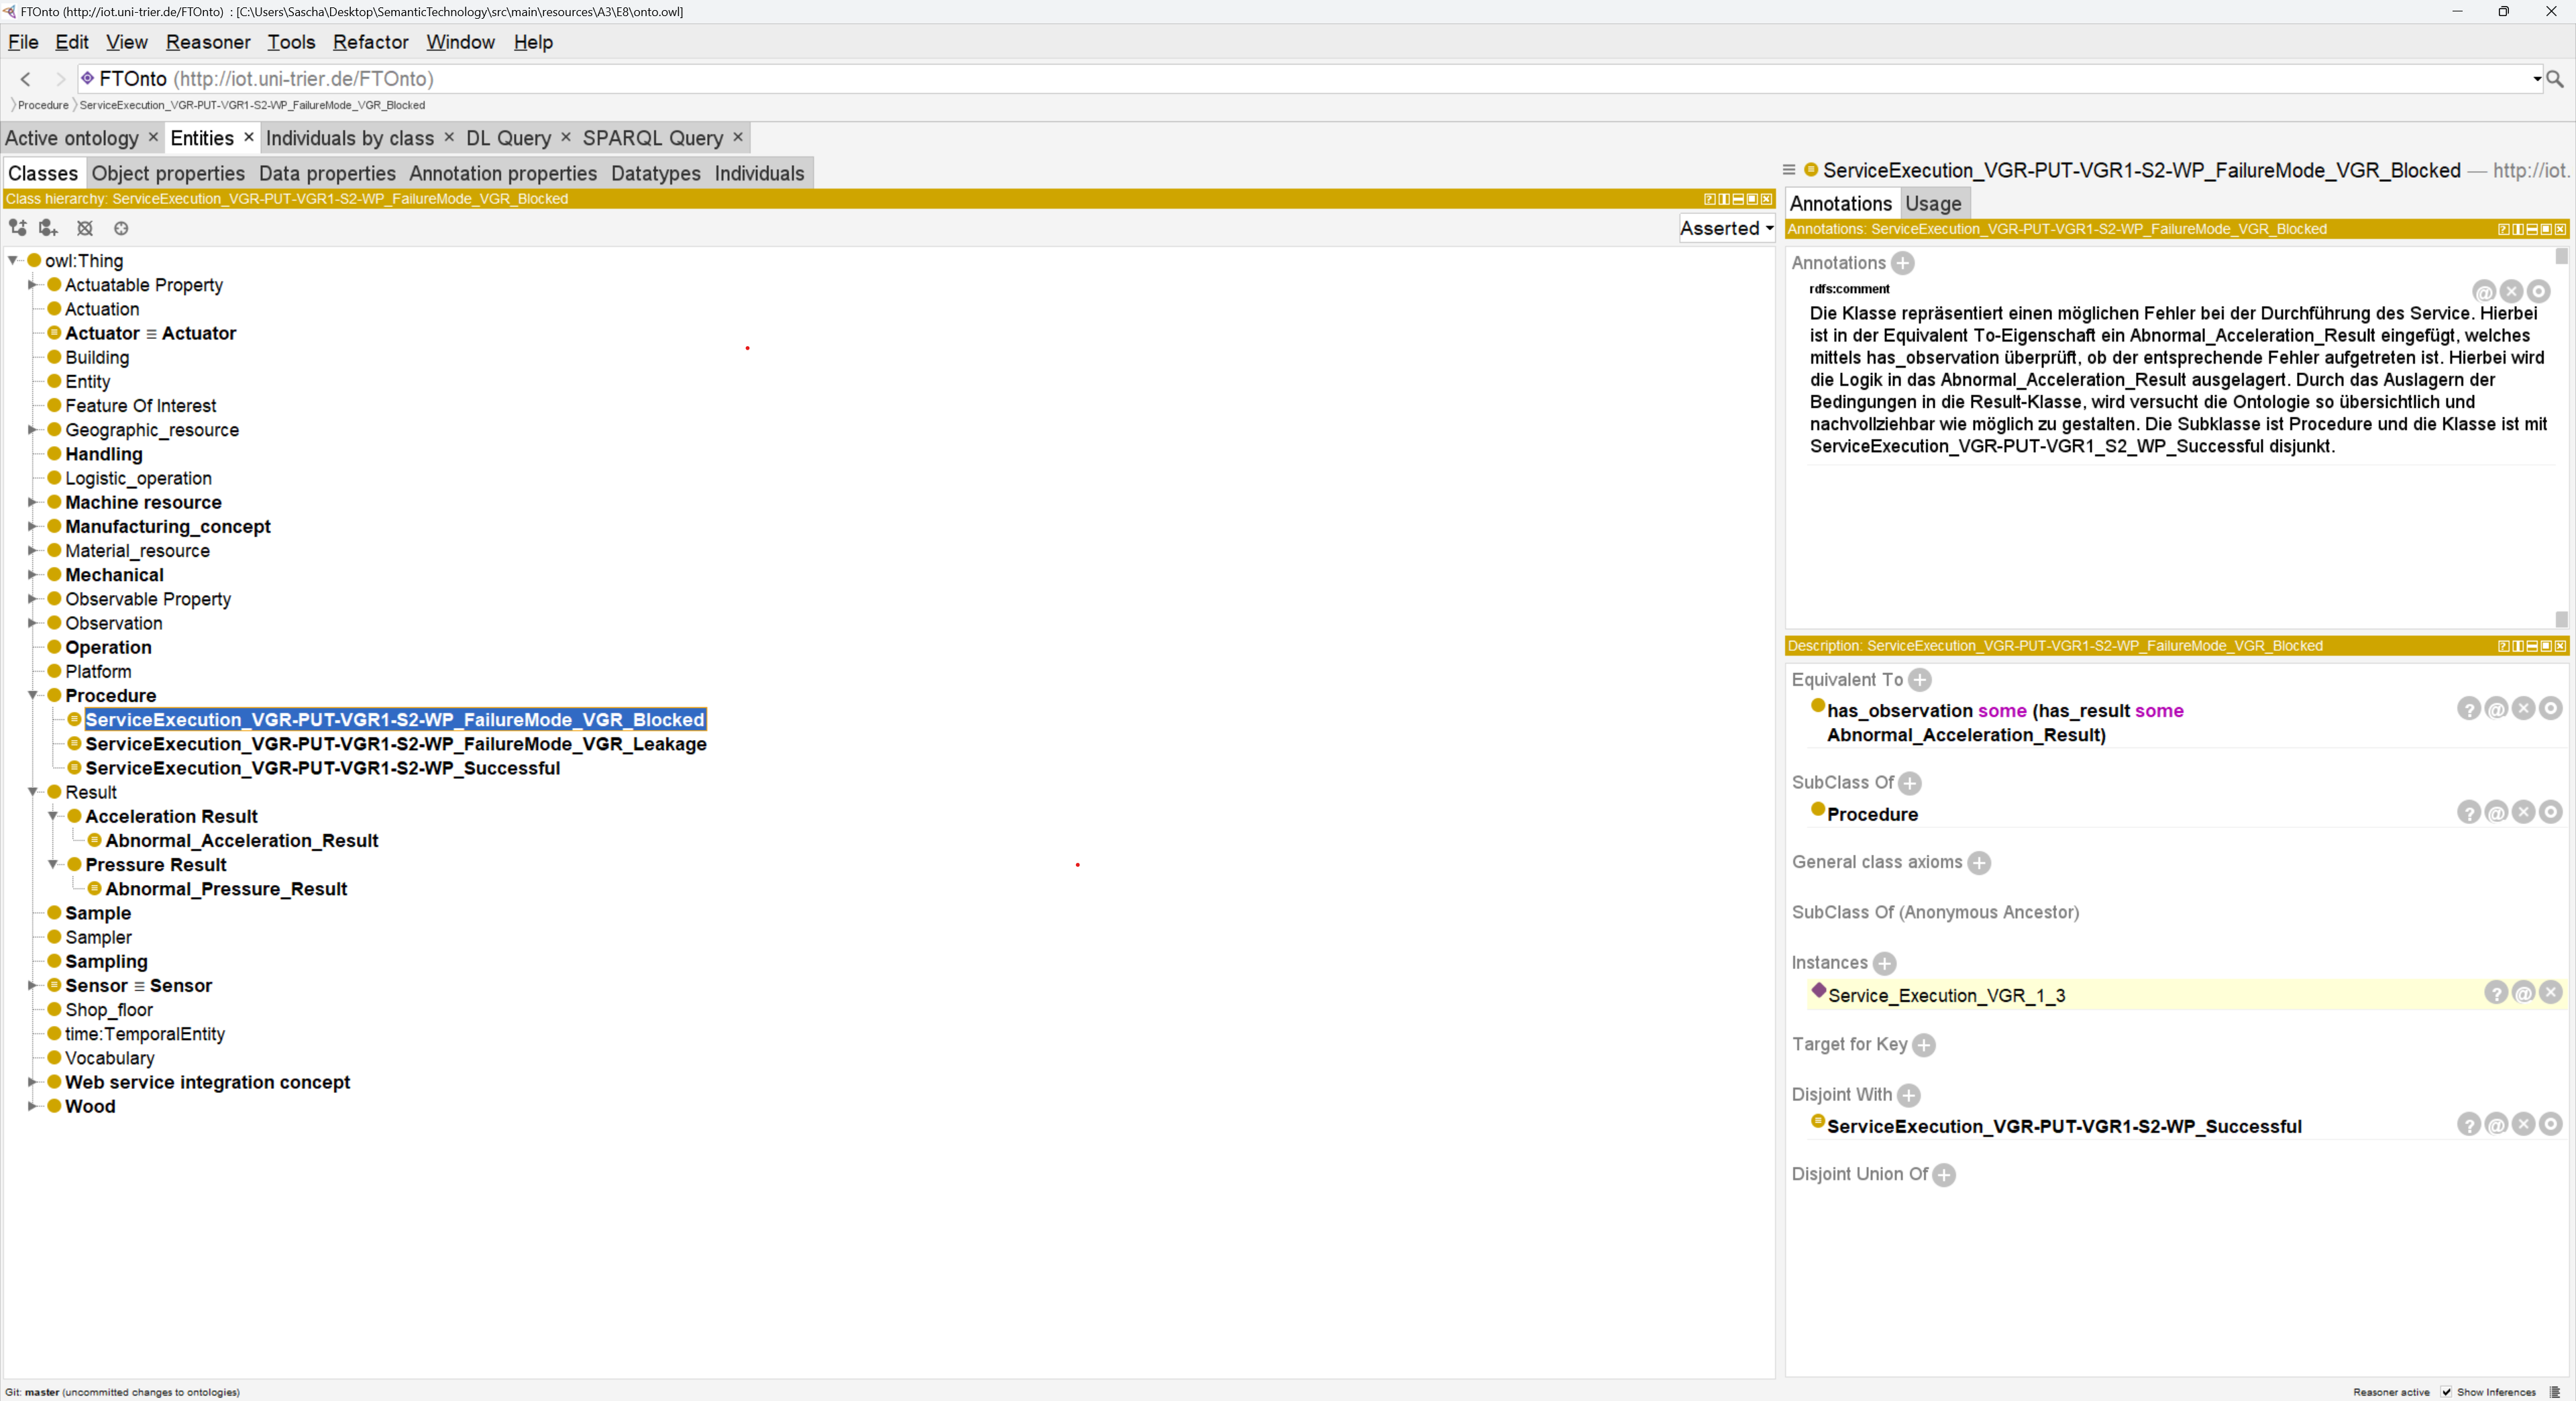 FTOnto (http://iot.uni-trier.de/FTOnto) : [C:\Users\Sascha\Desktop\SemanticTechnology\src\main\resources\A3\E8\onto.owl]
File Edit View Reasoner Tools Refactor Window Help
FTOnto (http://iot.uni-trier.de/FTOnto)
Procedure ServiceExecution_VGR-PUT-VGR1-S2-WP_FailureMode_VGR_Blocked
Active ontology × Entities × Individuals by class × DL Query × SPARQL Query ×
Classes Object properties Data properties Annotation properties Datatypes Individuals
Class hierarchy: ServiceExecution_VGR-PUT-VGR1-S2-WP_FailureMode_VGR_Blocked
Asserted
owl:Thing
Actuatable Property
Actuation
Actuator ≡ Actuator
Building
Entity
Feature Of Interest
Geographic_resource
Handling
Logistic_operation
Machine resource
Manufacturing_concept
Material_resource
Mechanical
Observable Property
Observation
Operation
Platform
Procedure
ServiceExecution_VGR-PUT-VGR1-S2-WP_FailureMode_VGR_Blocked
ServiceExecution_VGR-PUT-VGR1-S2-WP_FailureMode_VGR_Leakage
ServiceExecution_VGR-PUT-VGR1-S2-WP_Successful
Result
Acceleration Result
Abnormal_Acceleration_Result
Pressure Result
Abnormal_Pressure_Result
Sample
Sampler
Sampling
Sensor ≡ Sensor
Shop_floor
time:TemporalEntity
Vocabulary
Web service integration concept
Wood
ServiceExecution_VGR-PUT-VGR1-S2-WP_FailureMode_VGR_Blocked — http://iot.
Annotations Usage
Annotations: ServiceExecution_VGR-PUT-VGR1-S2-WP_FailureMode_VGR_Blocked
Annotations
rdfs:comment
Die Klasse repräsentiert einen möglichen Fehler bei der Durchführung des Service. Hierbei
ist in der Equivalent To-Eigenschaft ein Abnormal_Acceleration_Result eingefügt, welches
mittels has_observation überprüft, ob der entsprechende Fehler aufgetreten ist. Hierbei wird
die Logik in das Abnormal_Acceleration_Result ausgelagert. Durch das Auslagern der
Bedingungen in die Result-Klasse, wird versucht die Ontologie so übersichtlich und
nachvollziehbar wie möglich zu gestalten. Die Subklasse ist Procedure und die Klasse ist mit
ServiceExecution_VGR-PUT-VGR1_S2_WP_Successful disjunkt.
Description: ServiceExecution_VGR-PUT-VGR1-S2-WP_FailureMode_VGR_Blocked
Equivalent To
has_observation some (has_result some
Abnormal_Acceleration_Result)
SubClass Of
Procedure
General class axioms
SubClass Of (Anonymous Ancestor)
Instances
Service_Execution_VGR_1_3
Target for Key
Disjoint With
ServiceExecution_VGR-PUT-VGR1-S2-WP_Successful
Disjoint Union Of
Git: master (uncommitted changes to ontologies)
Reasoner active Show Inferences